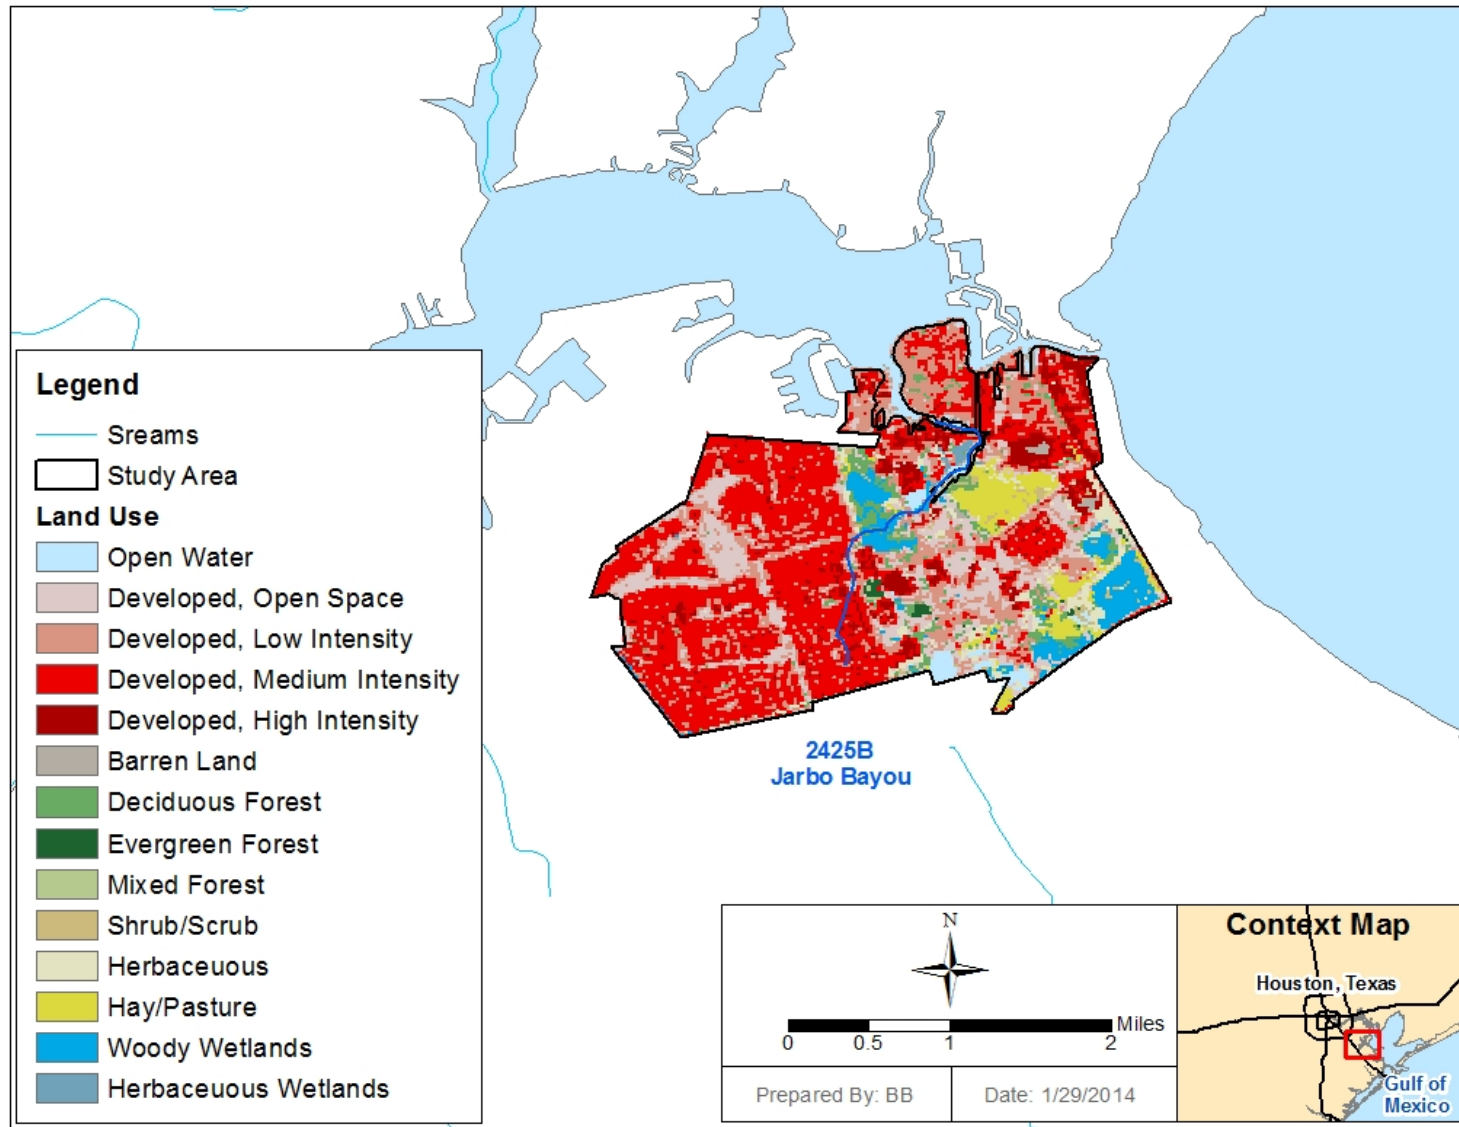 Legend
Sreams
Study Area
Land Use
Open Water
Developed, Open Space
Developed, Low Intensity
Developed, Medium Intensity
Developed, High Intensity
Barren Land
Deciduous Forest
Evergreen Forest
Mixed Forest
Shrub/Scrub
Herbaceuous
Hay/Pasture
Woody Wetlands
Herbaceuous Wetlands
2425B
Jarbo Bayou
N
Miles
0 0.5 1 2
Prepared By: BB
Date: 1/29/2014
Context Map
Houston, Texas
Gulf of
Mexico